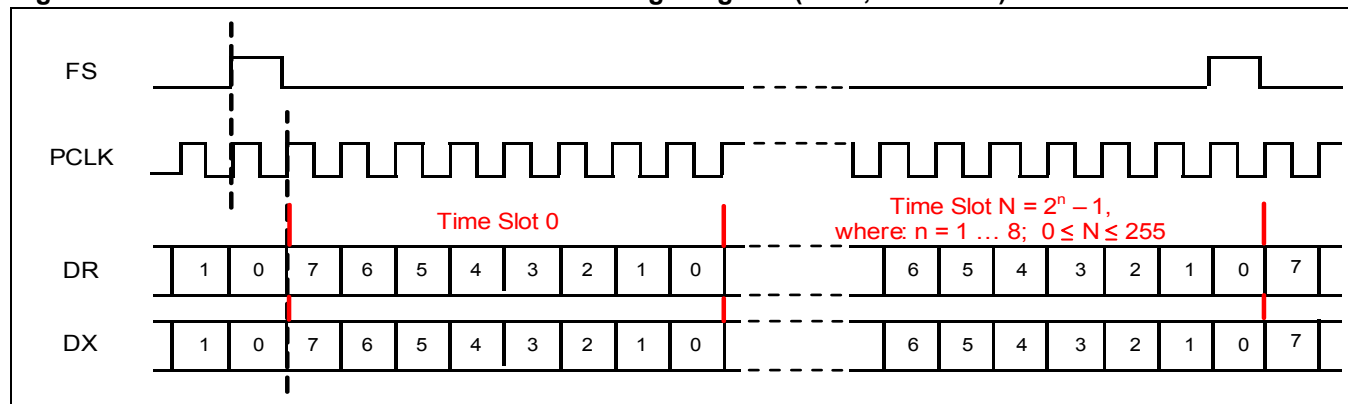 FS
PCLK
Time Slot 0
Time Slot N = 2ⁿ – 1,
where: n = 1 … 8; 0 ≤ N ≤ 255
DR 1 0 7 6 5 4 3 2 1 0 6 5 4 3 2 1 0 7
DX 1 0 7 6 5 4 3 2 1 0 6 5 4 3 2 1 0 7